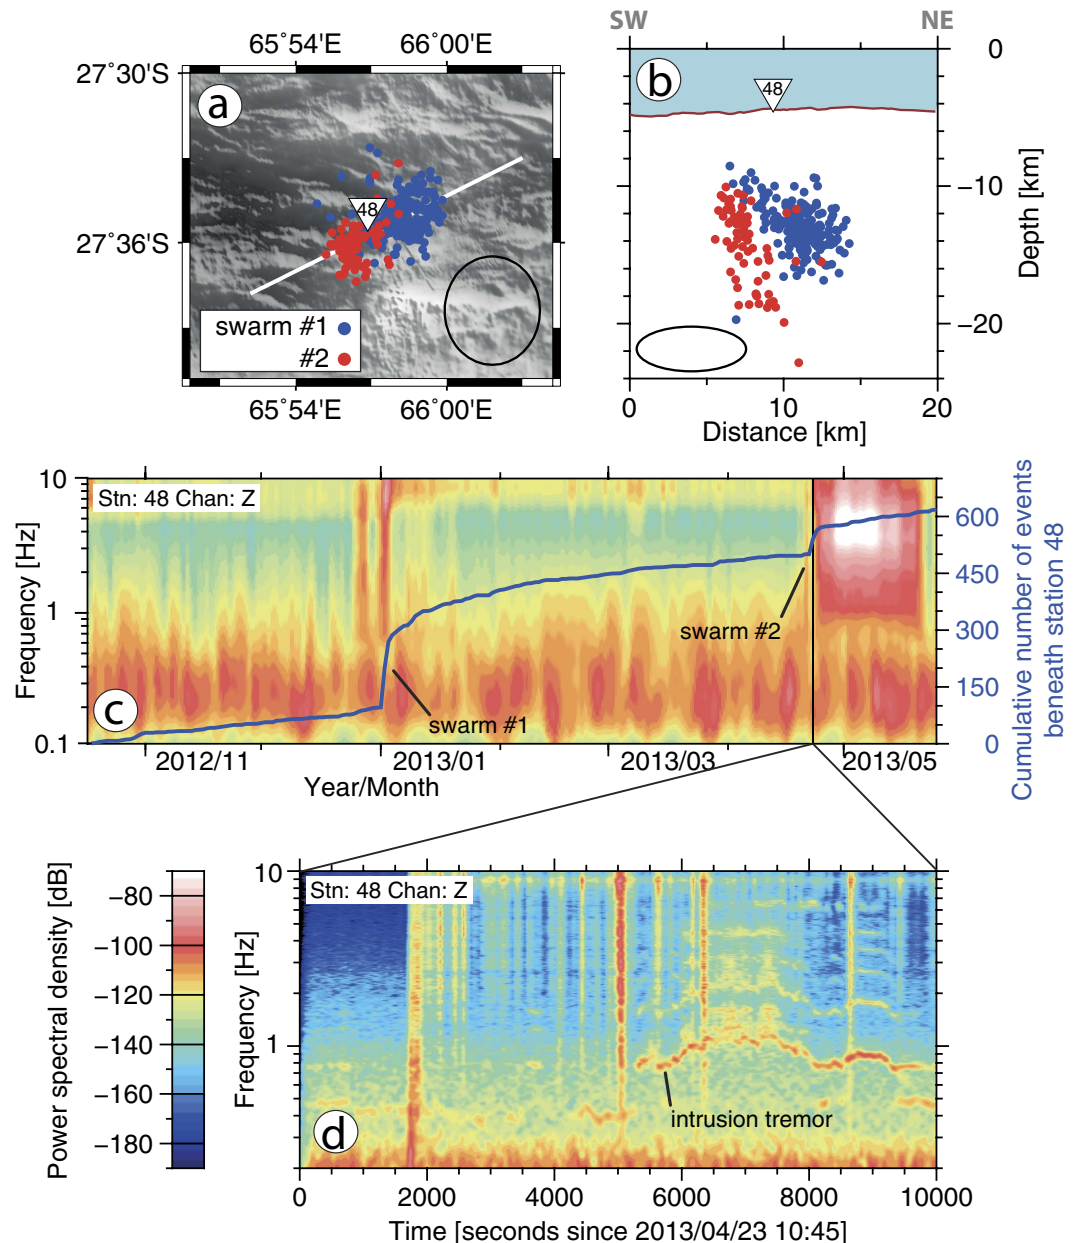 65°54'E 66°00'E
27°30'S
27°36'S
a
48
swarm #1
#2
65°54'E 66°00'E
SW NE
b
48
0
−10
−20
Depth [km]
0 10 20
Distance [km]
Stn: 48 Chan: Z
10
1
0.1
Frequency [Hz]
c
swarm #1
swarm #2
600
450
300
150
0
Cumulative number of events
beneath station 48
2012/11 2013/01 2013/03 2013/05
Year/Month
Power spectral density [dB]
−80
−100
−120
−140
−160
−180
Stn: 48 Chan: Z
10
1
Frequency [Hz]
d
intrusion tremor
0 2000 4000 6000 8000 10000
Time [seconds since 2013/04/23 10:45]